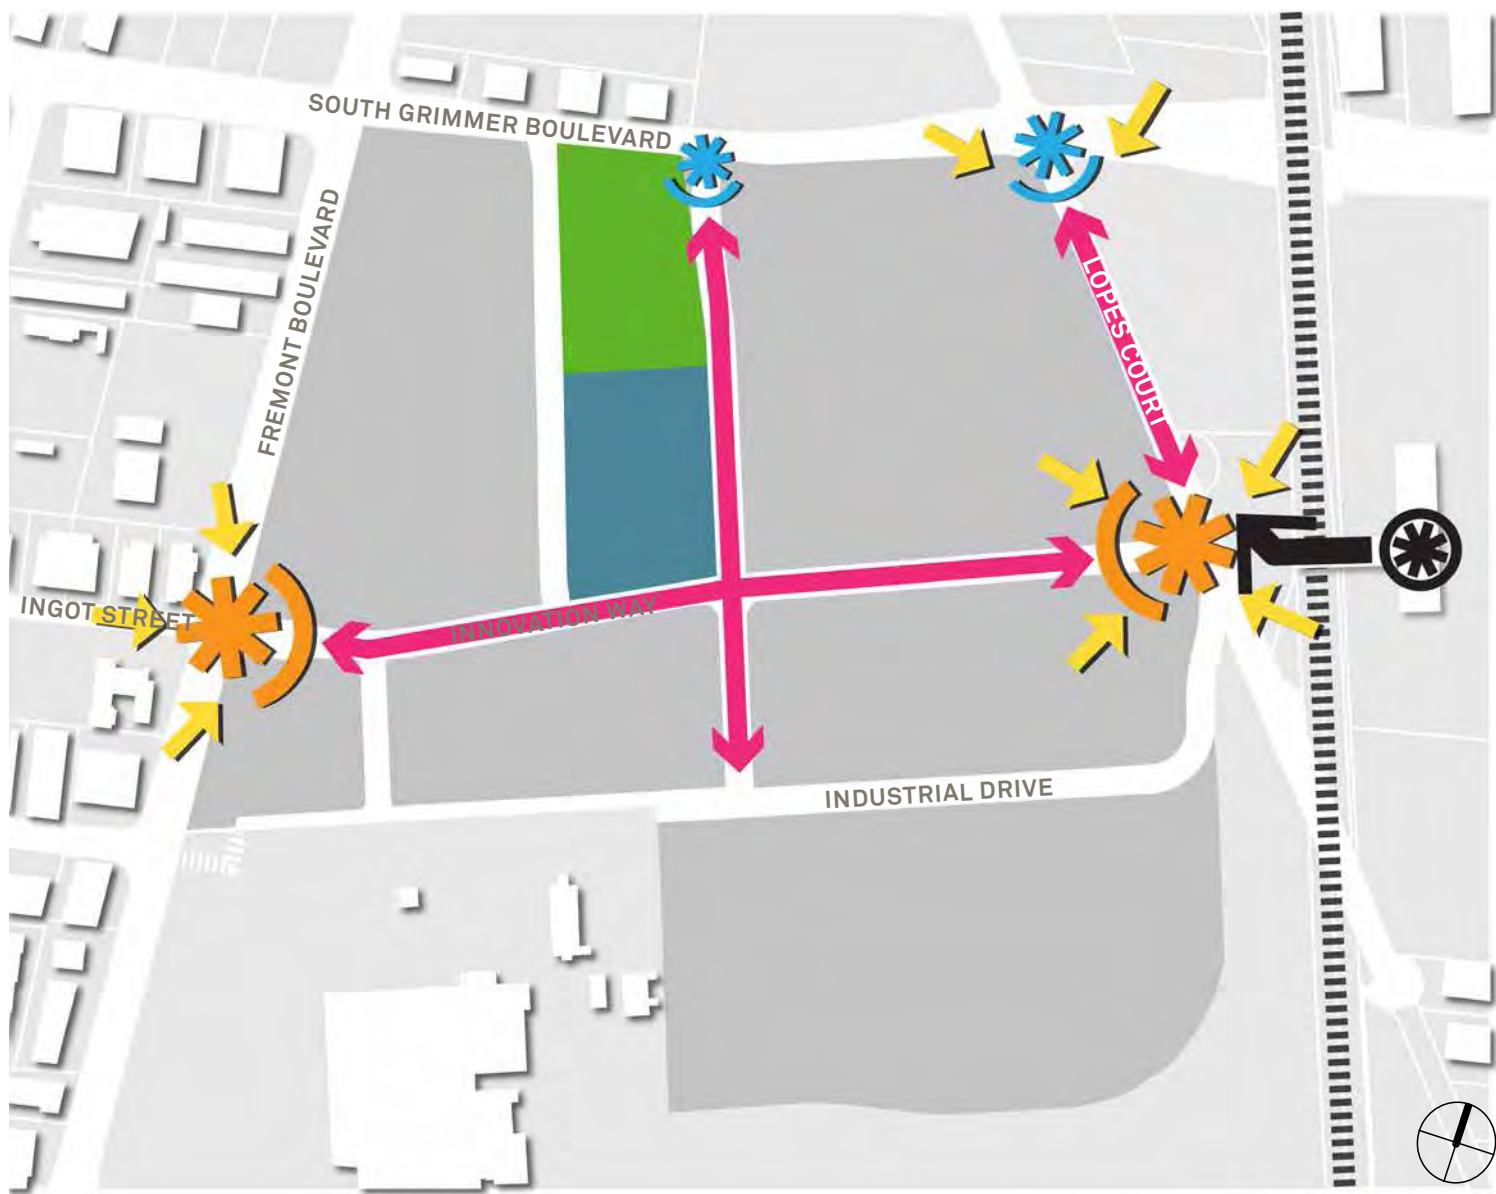 SOUTH GRIMMER BOULEVARD
FREMONT BOULEVARD
LOPES COURT
INGOT STREET
INNOVATION WAY
INDUSTRIAL DRIVE